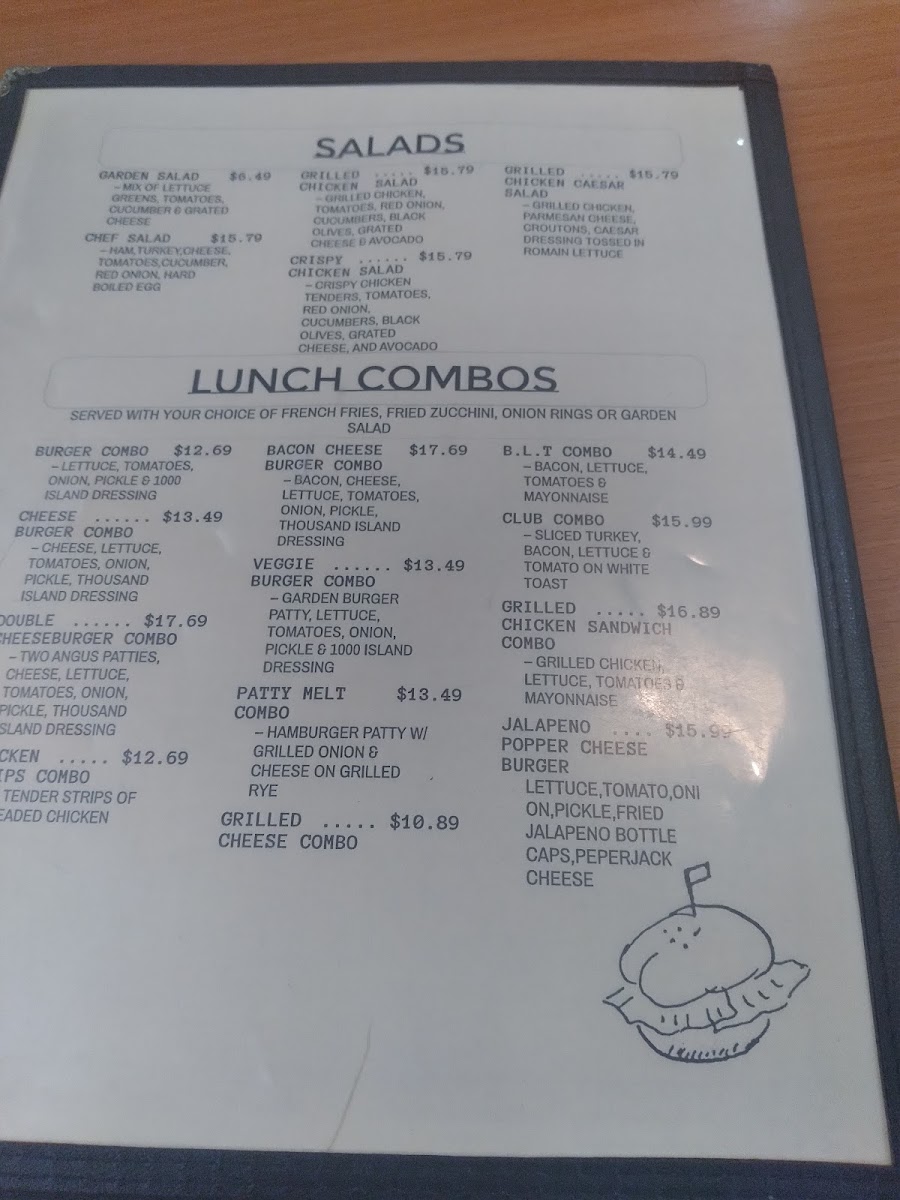 SALADS
GARDEN SALAD $6.49
– MIX OF LETTUCE
GREENS, TOMATOES,
CUCUMBER & GRATED
CHEESE
CHEF SALAD $15.79
– HAM,TURKEY,CHEESE,
TOMATOES,CUCUMBER,
RED ONION, HARD
BOILED EGG
GRILLED ..... $15.79
CHICKEN SALAD
– GRILLED CHICKEN,
TOMATOES, RED ONION,
CUCUMBERS, BLACK
OLIVES, GRATED
CHEESE & AVOCADO
CRISPY ...... $15.79
CHICKEN SALAD
– CRISPY CHICKEN
TENDERS, TOMATOES,
RED ONION,
CUCUMBERS, BLACK
OLIVES, GRATED
CHEESE, AND AVOCADO
GRILLED ..... $15.79
CHICKEN CAESAR
SALAD
– GRILLED CHICKEN,
PARMESAN CHEESE,
CROUTONS, CAESAR
DRESSING TOSSED IN
ROMAIN LETTUCE
LUNCH COMBOS
SERVED WITH YOUR CHOICE OF FRENCH FRIES, FRIED ZUCCHINI, ONION RINGS OR GARDEN
SALAD
BURGER COMBO $12.69
– LETTUCE, TOMATOES,
ONION, PICKLE & 1000
ISLAND DRESSING
CHEESE ...... $13.49
BURGER COMBO
– CHEESE, LETTUCE,
TOMATOES, ONION,
PICKLE, THOUSAND
ISLAND DRESSING
DOUBLE ...... $17.69
CHEESEBURGER COMBO
– TWO ANGUS PATTIES,
CHEESE, LETTUCE,
TOMATOES, ONION,
PICKLE, THOUSAND
ISLAND DRESSING
CKEN ..... $12.69
IPS COMBO
TENDER STRIPS OF
EADED CHICKEN
BACON CHEESE $17.69
BURGER COMBO
– BACON, CHEESE,
LETTUCE, TOMATOES,
ONION, PICKLE,
THOUSAND ISLAND
DRESSING
VEGGIE ...... $13.49
BURGER COMBO
– GARDEN BURGER
PATTY, LETTUCE,
TOMATOES, ONION,
PICKLE & 1000 ISLAND
DRESSING
PATTY MELT $13.49
COMBO
– HAMBURGER PATTY W/
GRILLED ONION &
CHEESE ON GRILLED
RYE
GRILLED ..... $10.89
CHEESE COMBO
B.L.T COMBO $14.49
– BACON, LETTUCE,
TOMATOES &
MAYONNAISE
CLUB COMBO $15.99
– SLICED TURKEY,
BACON, LETTUCE &
TOMATO ON WHITE
TOAST
GRILLED ..... $16.89
CHICKEN SANDWICH
COMBO
– GRILLED CHICKEN,
LETTUCE, TOMATOES &
MAYONNAISE
JALAPENO .... $15.99
POPPER CHEESE
BURGER
LETTUCE,TOMATO,ONI
ON,PICKLE,FRIED
JALAPENO BOTTLE
CAPS,PEPERJACK
CHEESE